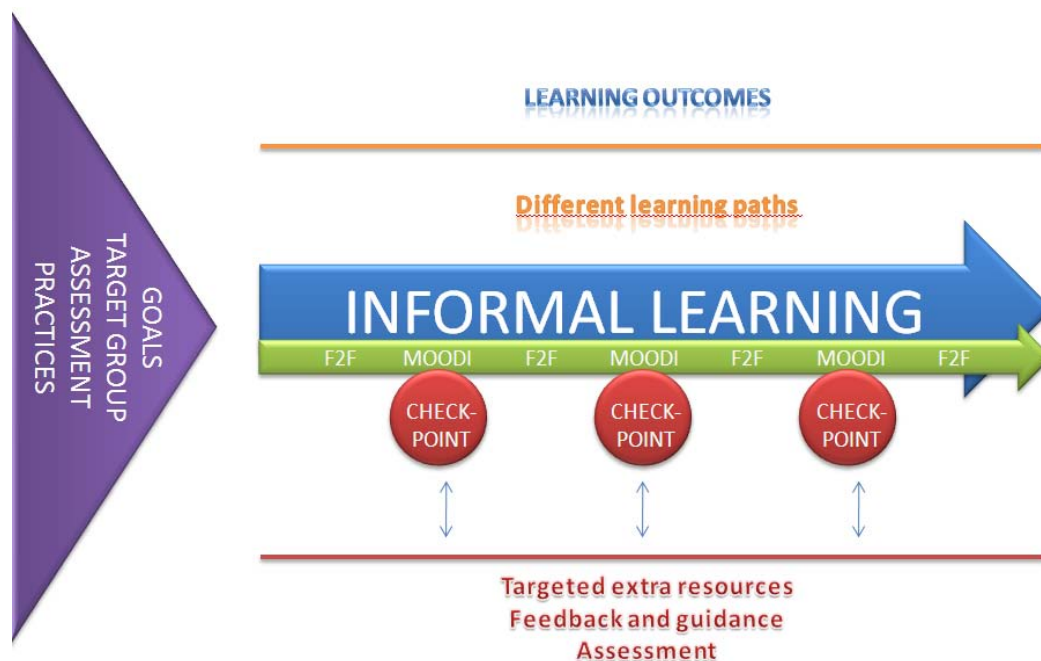 GOALS
TARGET GROUP
ASSESSMENT
PRACTICES
LEARNING OUTCOMES
Different learning paths
INFORMAL LEARNING
F2F MOODI F2F MOODI F2F MOODI F2F
CHECK-
POINT
CHECK-
POINT
CHECK-
POINT
Targeted extra resources
Feedback and guidance
Assessment